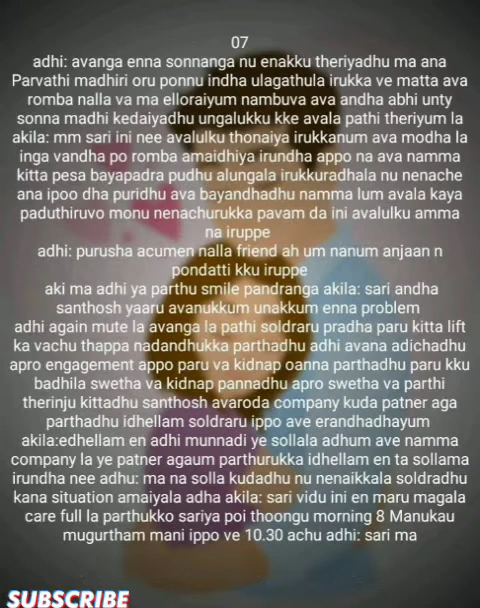 07
adhi: avanga enna sonnanga nu enakku theriyadhu ma ana
Parvathi madhiri oru ponnu indha ulagathula irukka ve matta ava
romba nalla va ma elloraiyum nambuva ava andha abhi unty
sonna madhi kedaiyadhu ungalukku kke avala pathi theriyum la
akila: mm sari ini nee avalulku thonaiya irukkanum ava modha la
inga vandha po romba amaidhiya irundha appo na ava namma
kitta pesa bayapadra pudhu alungala irukkuradhala nu nenache
ana ipoo dha puridhu ava bayandhadhu namma lum avala kaya
paduthiruvo monu nenachurukka pavam da ini avalulku amma
na iruppe
adhi: purusha acumen nalla friend ah um nanum anjaan n
pondatti kku iruppe
aki ma adhi ya parthu smile pandranga akila: sari andha
santhosh yaaru avanukkum unakkum enna problem
adhi again mute la avanga la pathi soldraru pradha paru kitta lift
ka vachu thappa nadandhukka parthadhu adhi avana adichadhu
apro engagement appo paru va kidnap oanna parthadhu paru kku
badhila swetha va kidnap pannadhu apro swetha va parthi
therinju kittadhu santhosh avaroda company kuda patner aga
parthadhu idhellam soldraru ippo ave erandhadhayum
akila:edhellam en adhi munnadi ye sollala adhum ave namma
company la ye patner agaum parthurukka idhellam en ta sollama
irundha nee adhu: ma na solla kudadhu nu nenaikkala soldradhu
kana situation amaiyala adha akila: sari vidu ini en maru magala
care full la parthukko sariya poi thoongu morning 8 Manukau
mugurtham mani ippo ve 10.30 achu adhi: sari ma
SUBSCRIBE